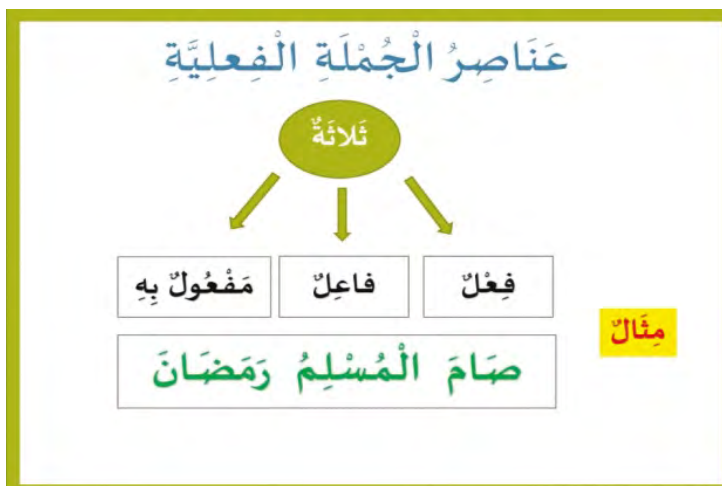 عَنَاصِرُ الْجُمْلَةِ الْفِعلِيَّةِ
ثَلاثَةٌ
فِعْلٌ
فاعِلٌ
مَفْعُولٌ بِهِ
مِثَالٌ
صَامَ الْمُسْلِمُ رَمَضَانَ